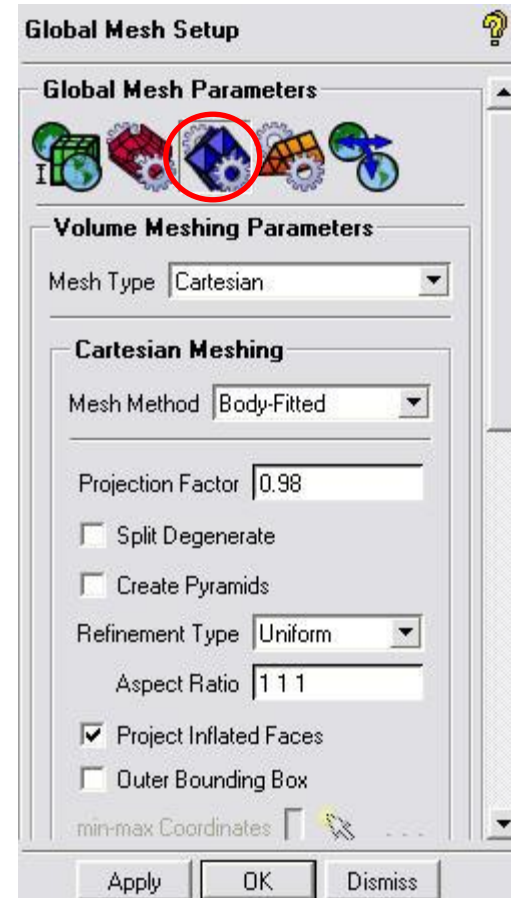 Global Mesh Setup
Global Mesh Parameters
Volume Meshing Parameters
Mesh Type Cartesian
Cartesian Meshing
Mesh Method Body-Fitted
Projection Factor 0.98
Split Degenerate
Create Pyramids
Refinement Type Uniform
Aspect Ratio 1 1 1
Project Inflated Faces
Outer Bounding Box
min-max Coordinates ...
Apply OK Dismiss